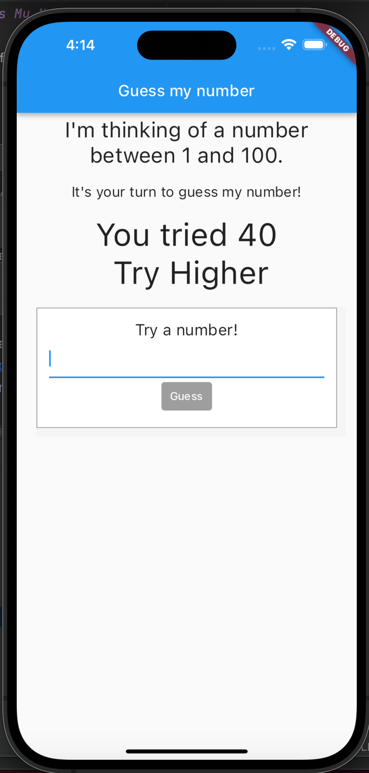 4:14
DEBUG
Guess my number
I'm thinking of a number
between 1 and 100.
It's your turn to guess my number!
You tried 40
Try Higher
Try a number!
Guess